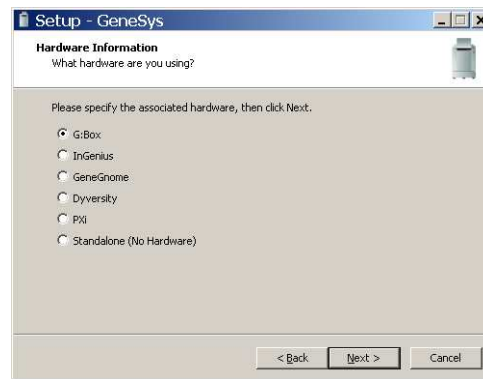 Setup - GeneSys
Hardware Information
What hardware are you using?
Please specify the associated hardware, then click Next.
G:Box
InGenius
GeneGnome
Dyversity
PXi
Standalone (No Hardware)
< Back
Next >
Cancel